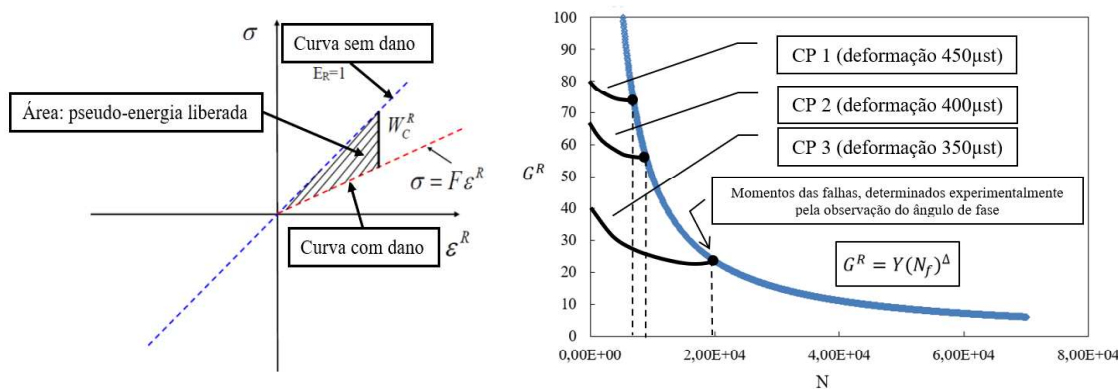 σ
Curva sem dano
E_R=1
Área: pseudo-energia liberada
W_C^R
σ = Fε^R
Curva com dano
ε^R
100
90
80
70
60
50
40
30
20
10
0
G^R
CP 1 (deformação 450µst)
CP 2 (deformação 400µst)
CP 3 (deformação 350µst)
Momentos das falhas, determinados experimentalmente
pela observação do ângulo de fase
G^R = Y(N_f)^Δ
0,00E+00 2,00E+04 4,00E+04 6,00E+04 8,00E+04
N